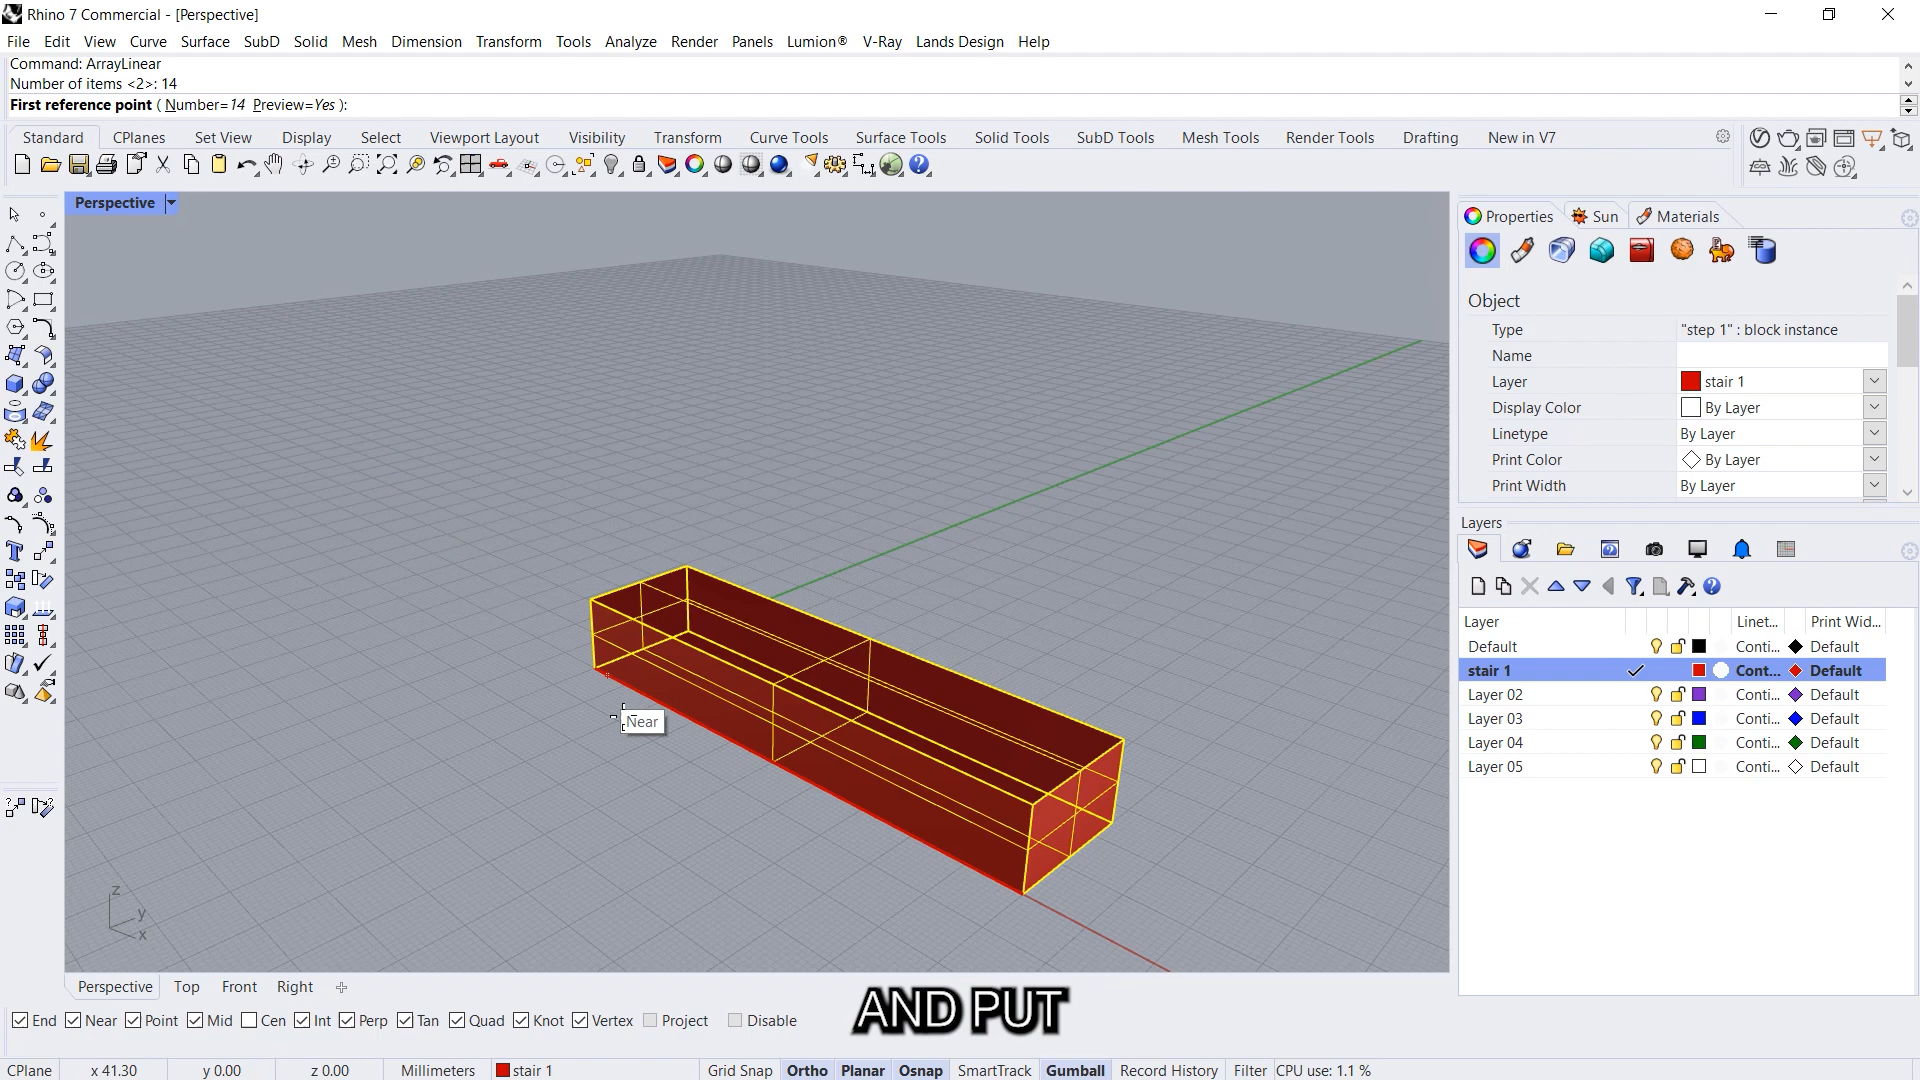 Rhino 7 Commercial - [Perspective]
File Edit View Curve Surface SubD Solid Mesh Dimension Transform Tools Analyze Render Panels Lumion® V-Ray Lands Design Help
Command: ArrayLinear
Number of items <2>: 14
First reference point ( Number=14 Preview=Yes ):
Standard CPlanes Set View Display Select Viewport Layout Visibility Transform Curve Tools Surface Tools Solid Tools SubD Tools Mesh Tools Render Tools Drafting New in V7
Perspective
Near
z
y
x
Properties Sun Materials
Object
Type "step 1" : block instance
Name
Layer stair 1
Display Color By Layer
Linetype By Layer
Print Color By Layer
Print Width By Layer
Layers
Layer Linet... Print Wid...
Default Conti... Default
stair 1 Cont... Default
Layer 02 Conti... Default
Layer 03 Conti... Default
Layer 04 Conti... Default
Layer 05 Conti... Default
Perspective Top Front Right
AND PUT
End Near Point Mid Cen Int Perp Tan Quad Knot Vertex Project Disable
CPlane x 41.30 y 0.00 z 0.00 Millimeters stair 1 Grid Snap Ortho Planar Osnap SmartTrack Gumball Record History Filter CPU use: 1.1 %